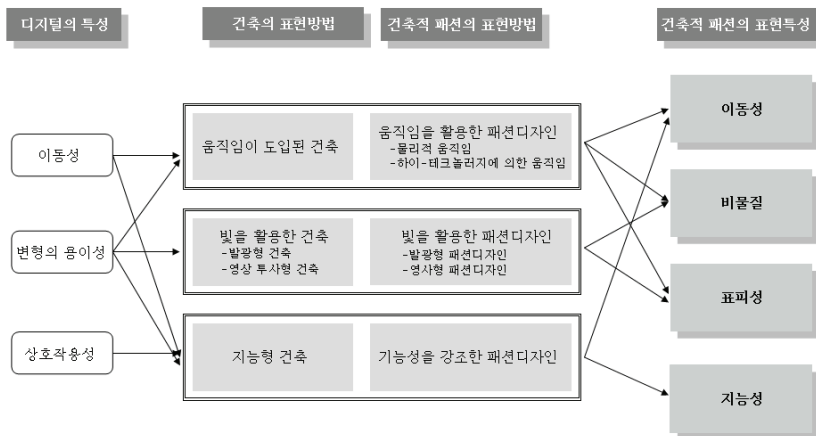 디지털의 특성
건축의 표현방법
건축적 패션의 표현방법
건축적 패션의 표현특성
이동성
변형의 용이성
상호작용성
움직임이 도입된 건축
움직임을 활용한 패션디자인
-물리적 움직임
-하이-테크놀러지에 의한 움직임
빛을 활용한 건축
-발광형 건축
-영상 투사형 건축
빛을 활용한 패션디자인
-발광형 패션디자인
-영사형 패션디자인
지능형 건축
기능성을 강조한 패션디자인
이동성
비물질
표피성
지능성